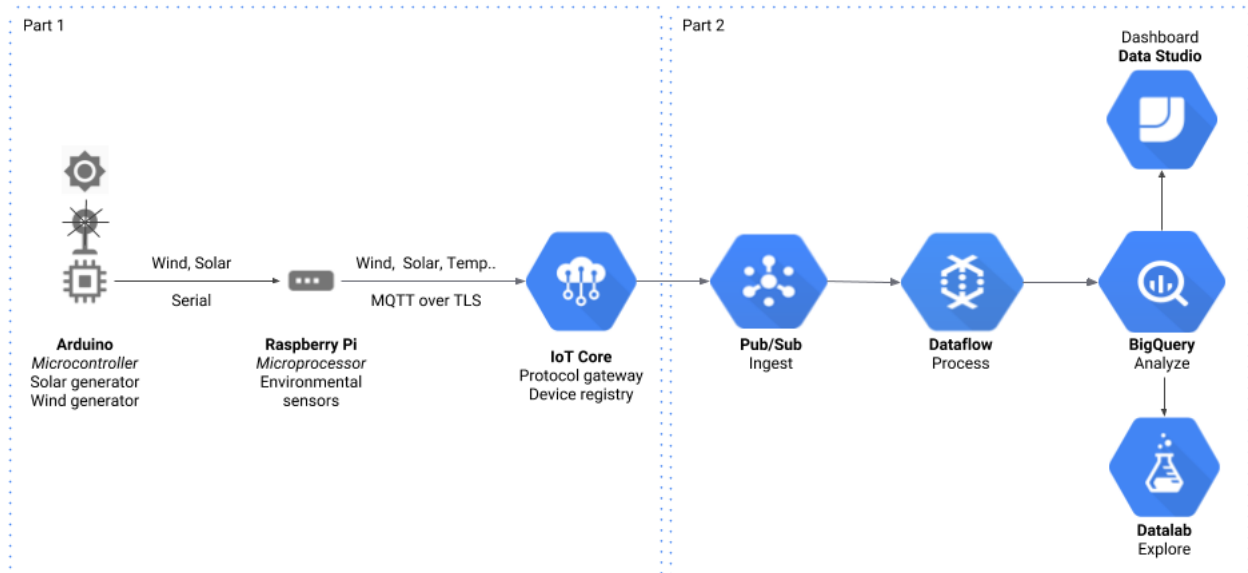 Part 1
Part 2
Dashboard
Data Studio
Wind, Solar
Serial
Wind, Solar, Temp..
MQTT over TLS
Arduino
Microcontroller
Solar generator
Wind generator
Raspberry Pi
Microprocessor
Environmental
sensors
IoT Core
Protocol gateway
Device registry
Pub/Sub
Ingest
Dataflow
Process
BigQuery
Analyze
Datalab
Explore